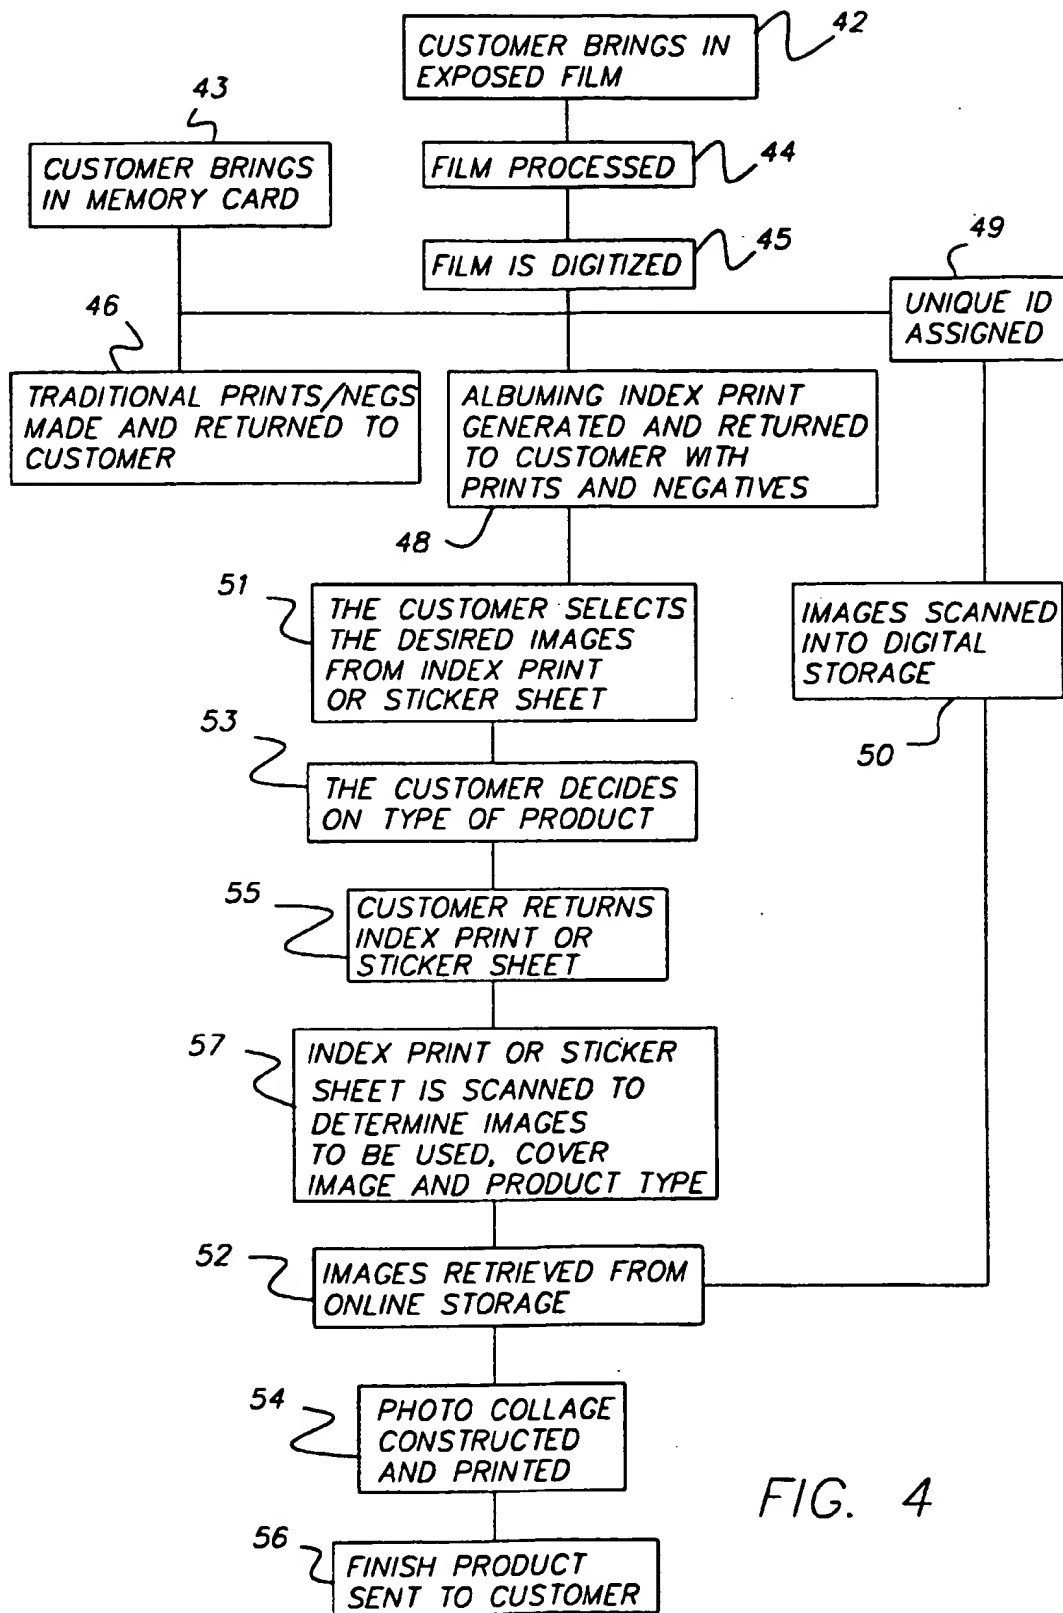 42
CUSTOMER BRINGS IN
EXPOSED FILM
43
CUSTOMER BRINGS
IN MEMORY CARD
44
FILM PROCESSED
45
FILM IS DIGITIZED
49
UNIQUE ID
ASSIGNED
46
TRADITIONAL PRINTS/NEGS
MADE AND RETURNED TO
CUSTOMER
ALBUMING INDEX PRINT
GENERATED AND RETURNED
TO CUSTOMER WITH
PRINTS AND NEGATIVES
48
51
THE CUSTOMER SELECTS
THE DESIRED IMAGES
FROM INDEX PRINT
OR STICKER SHEET
IMAGES SCANNED
INTO DIGITAL
STORAGE
50
53
THE CUSTOMER DECIDES
ON TYPE OF PRODUCT
55
CUSTOMER RETURNS
INDEX PRINT OR
STICKER SHEET
57
INDEX PRINT OR STICKER
SHEET IS SCANNED TO
DETERMINE IMAGES
TO BE USED, COVER
IMAGE AND PRODUCT TYPE
52
IMAGES RETRIEVED FROM
ONLINE STORAGE
54
PHOTO COLLAGE
CONSTRUCTED
AND PRINTED
FIG. 4
56
FINISH PRODUCT
SENT TO CUSTOMER